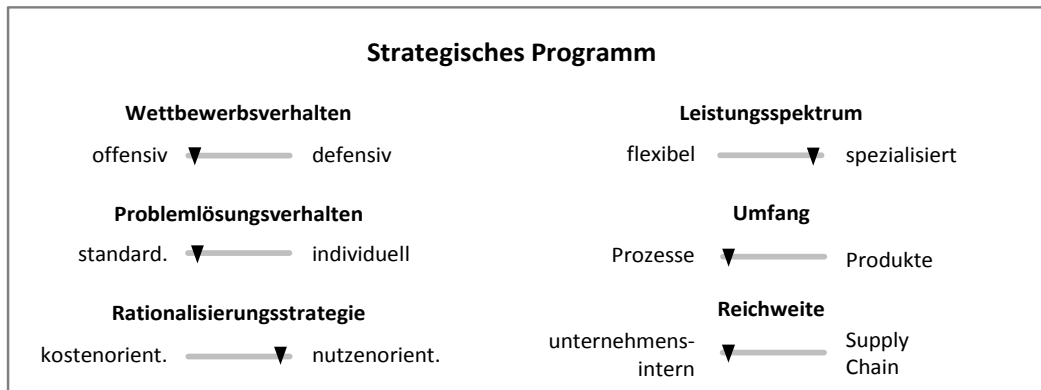 Strategisches Programm
Wettbewerbsverhalten
offensiv defensiv
Problemlösungsverhalten
standard. individuell
Rationalisierungsstrategie
kostenorient. nutzenorient.
Leistungsspektrum
flexibel spezialisiert
Umfang
Prozesse Produkte
Reichweite
unternehmens-
intern
Supply
Chain